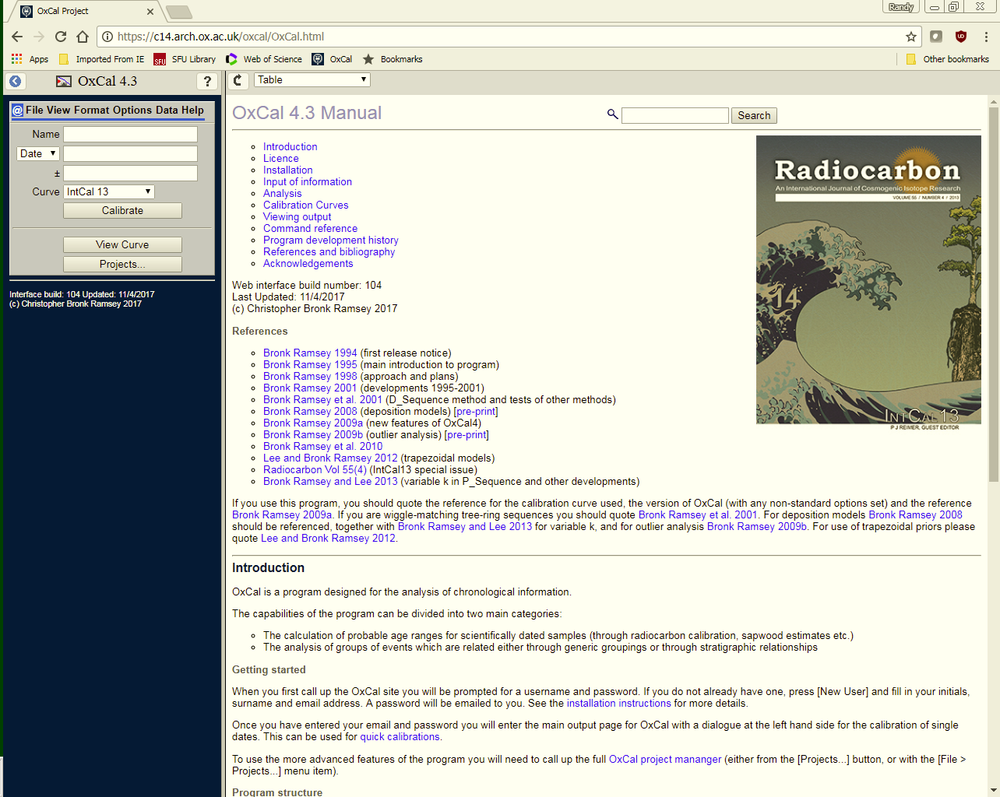 OxCal Project
Randy
https://c14.arch.ox.ac.uk/oxcal/OxCal.html
Apps
Imported From IE
SFU
SFU Library
Web of Science
OxCal
Bookmarks
Other bookmarks
OxCal 4.3
?
Table
@ File View Format Options Data Help
Name
Date
±
Curve IntCal 13
Calibrate
View Curve
Projects...
Interface build: 104 Updated: 11/4/2017
(c) Christopher Bronk Ramsey 2017
OxCal 4.3 Manual
Search
Introduction
Licence
Installation
Input of information
Analysis
Calibration Curves
Viewing output
Command reference
Program development history
References and bibliography
Acknowledgements
Radiocarbon
An International Journal of Cosmogenic Isotope Research
VOLUME 55 / NUMBER 4 / 2013
14
INTCAL 13
P J REIMER, GUEST EDITOR
Web interface build number: 104
Last Updated: 11/4/2017
(c) Christopher Bronk Ramsey 2017
References
Bronk Ramsey 1994 (first release notice)
Bronk Ramsey 1995 (main introduction to program)
Bronk Ramsey 1998 (approach and plans)
Bronk Ramsey 2001 (developments 1995-2001)
Bronk Ramsey et al. 2001 (D_Sequence method and tests of other methods)
Bronk Ramsey 2008 (deposition models) [pre-print]
Bronk Ramsey 2009a (new features of OxCal4)
Bronk Ramsey 2009b (outlier analysis) [pre-print]
Bronk Ramsey et al. 2010
Lee and Bronk Ramsey 2012 (trapezoidal models)
Radiocarbon Vol 55(4) (IntCal13 special issue)
Bronk Ramsey and Lee 2013 (variable k in P_Sequence and other developments)
If you use this program, you should quote the reference for the calibration curve used, the version of OxCal (with any non-standard options set) and the reference
Bronk Ramsey 2009a. If you are wiggle-matching tree-ring sequences you should quote Bronk Ramsey et al. 2001. For deposition models Bronk Ramsey 2008
should be referenced, together with Bronk Ramsey and Lee 2013 for variable k, and for outlier analysis Bronk Ramsey 2009b. For use of trapezoidal priors please
quote Lee and Bronk Ramsey 2012.
Introduction
OxCal is a program designed for the analysis of chronological information.
The capabilities of the program can be divided into two main categories:
The calculation of probable age ranges for scientifically dated samples (through radiocarbon calibration, sapwood estimates etc.)
The analysis of groups of events which are related either through generic groupings or through stratigraphic relationships
Getting started
When you first call up the OxCal site you will be prompted for a username and password. If you do not already have one, press [New User] and fill in your initials,
surname and email address. A password will be emailed to you. See the installation instructions for more details.
Once you have entered your email and password you will enter the main output page for OxCal with a dialogue at the left hand side for the calibration of single
dates. This can be used for quick calibrations.
To use the more advanced features of the program you will need to call up the full OxCal project mananger (either from the [Projects...] button, or with the [File >
Projects...] menu item).
Program structure